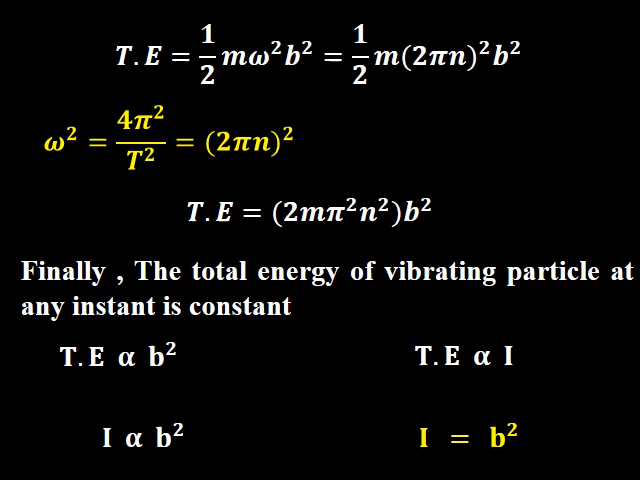 T.E = 1/2 mω²b² = 1/2 m(2πn)²b²
ω² = 4π²/T² = (2πn)²
T.E = (2mπ²n²)b²
Finally , The total energy of vibrating particle at
any instant is constant
T.E α b² T.E α I
I α b² I = b²